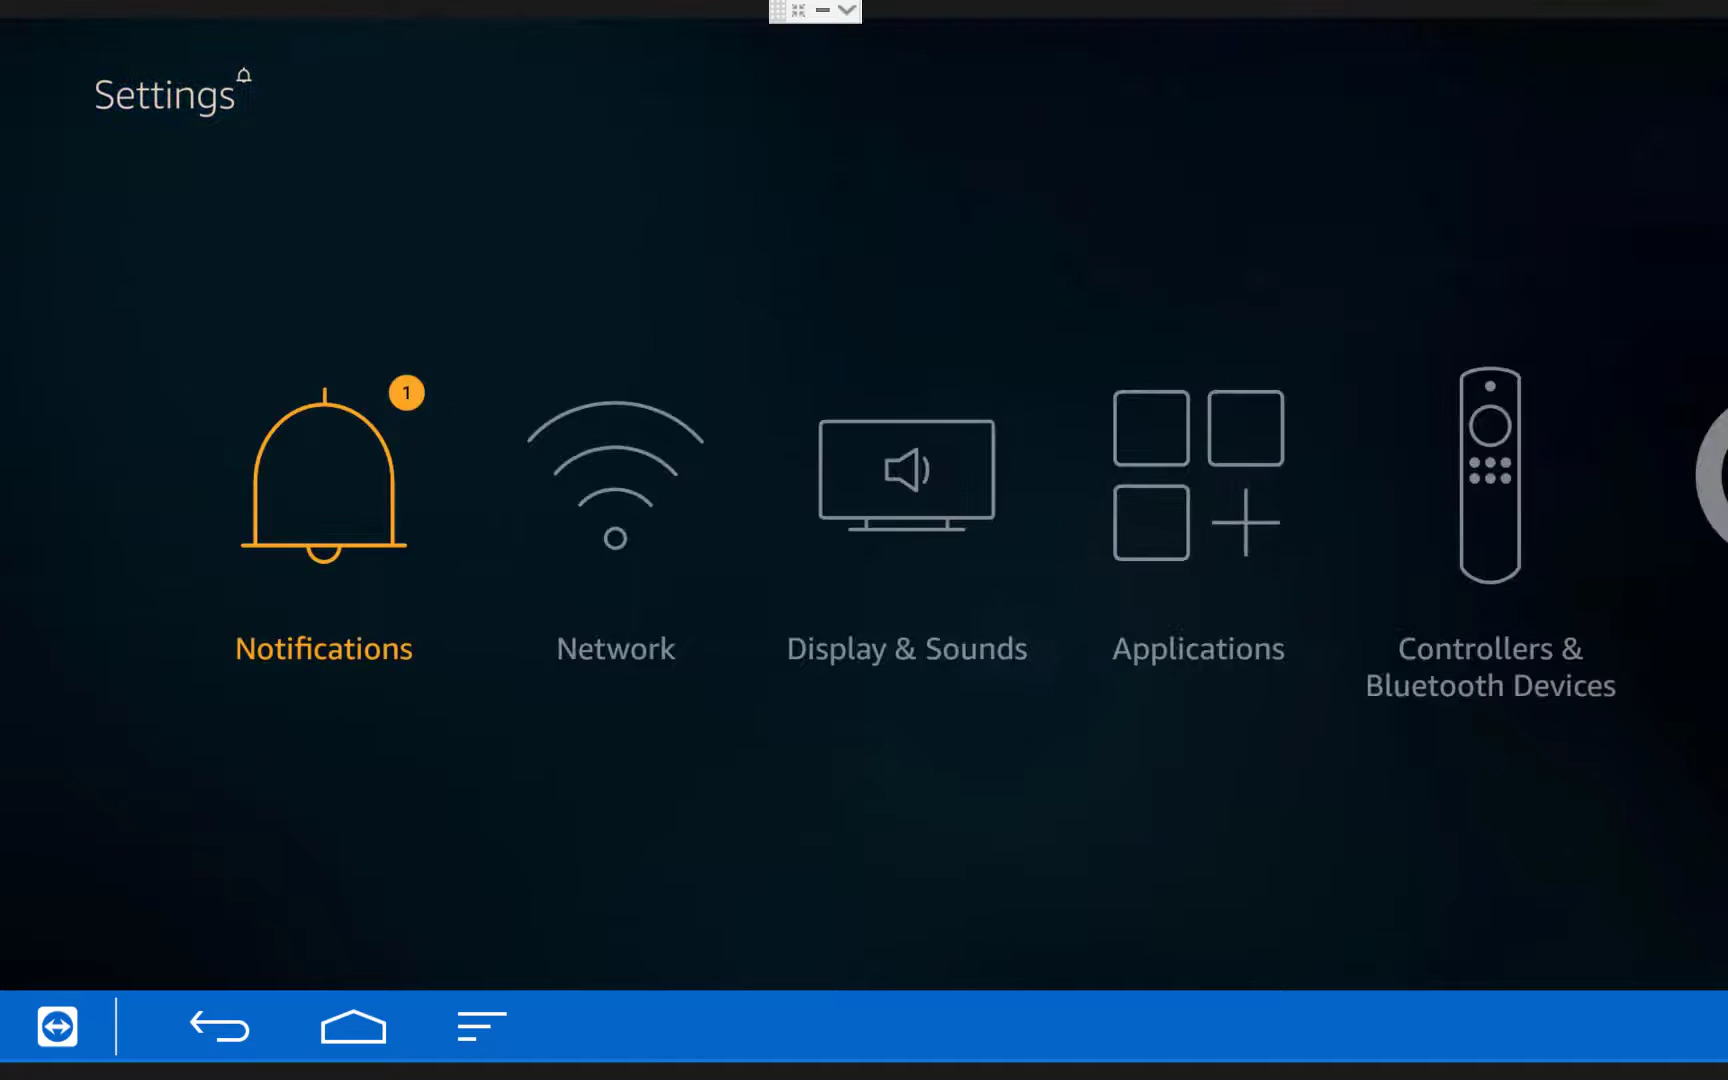 Settings
1
Notifications
Network
Display & Sounds
Applications
Controllers &
Bluetooth Devices